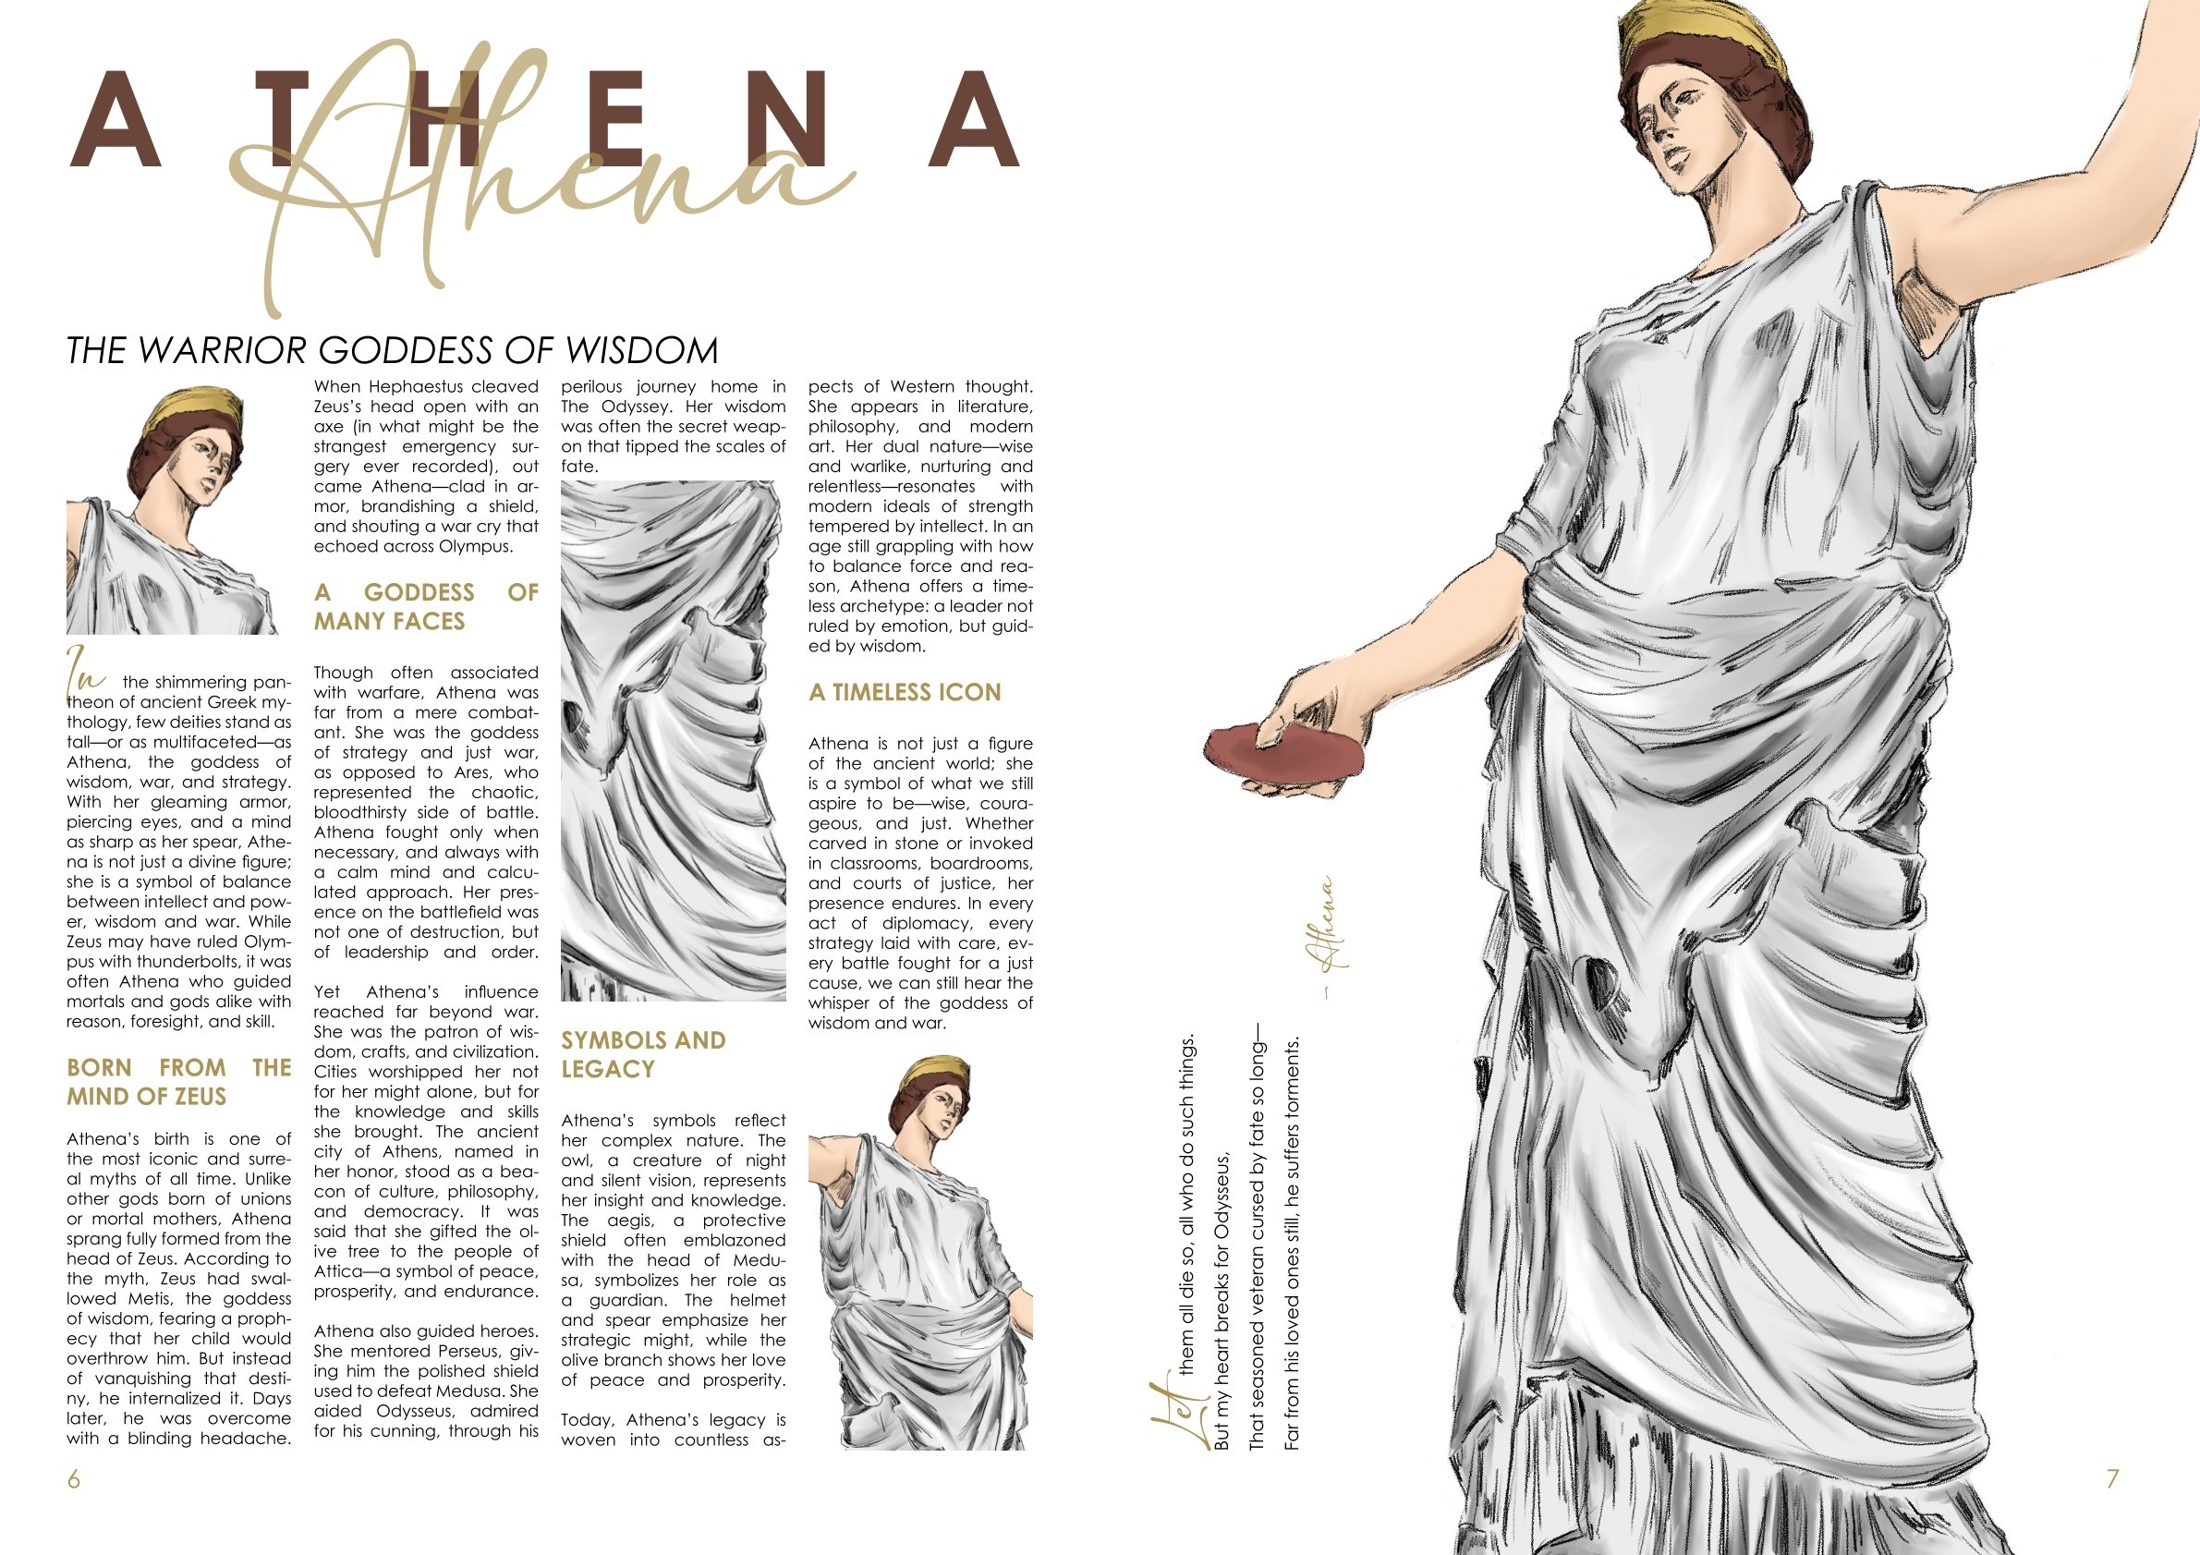 ATHENA
Athena
THE WARRIOR GODDESS OF WISDOM
In the shimmering pan-
theon of ancient Greek my-
thology, few deities stand as
tall—or as multifaceted—as
Athena, the goddess of
wisdom, war, and strategy.
With her gleaming armor,
piercing eyes, and a mind
as sharp as her spear, Athe-
na is not just a divine figure;
she is a symbol of balance
between intellect and pow-
er, wisdom and war. While
Zeus may have ruled Olym-
pus with thunderbolts, it was
often Athena who guided
mortals and gods alike with
reason, foresight, and skill.
BORN FROM THE
MIND OF ZEUS
Athena’s birth is one of
the most iconic and surre-
al myths of all time. Unlike
other gods born of unions
or mortal mothers, Athena
sprang fully formed from the
head of Zeus. According to
the myth, Zeus had swal-
lowed Metis, the goddess
of wisdom, fearing a proph-
ecy that her child would
overthrow him. But instead
of vanquishing that desti-
ny, he internalized it. Days
later, he was overcome
with a blinding headache.
When Hephaestus cleaved
Zeus’s head open with an
axe (in what might be the
strangest emergency sur-
gery ever recorded), out
came Athena—clad in ar-
mor, brandishing a shield,
and shouting a war cry that
echoed across Olympus.
A GODDESS OF
MANY FACES
Though often associated
with warfare, Athena was
far from a mere combat-
ant. She was the goddess
of strategy and just war,
as opposed to Ares, who
represented the chaotic,
bloodthirsty side of battle.
Athena fought only when
necessary, and always with
a calm mind and calcu-
lated approach. Her pres-
ence on the battlefield was
not one of destruction, but
of leadership and order.
Yet Athena’s influence
reached far beyond war.
She was the patron of wis-
dom, crafts, and civilization.
Cities worshipped her not
for her might alone, but for
the knowledge and skills
she brought. The ancient
city of Athens, named in
her honor, stood as a bea-
con of culture, philosophy,
and democracy. It was
said that she gifted the ol-
ive tree to the people of
Attica—a symbol of peace,
prosperity, and endurance.
Athena also guided heroes.
She mentored Perseus, giv-
ing him the polished shield
used to defeat Medusa. She
aided Odysseus, admired
for his cunning, through his
perilous journey home in
The Odyssey. Her wisdom
was often the secret weap-
on that tipped the scales of
fate.
SYMBOLS AND
LEGACY
Athena’s symbols reflect
her complex nature. The
owl, a creature of night
and silent vision, represents
her insight and knowledge.
The aegis, a protective
shield often emblazoned
with the head of Medu-
sa, symbolizes her role as
a guardian. The helmet
and spear emphasize her
strategic might, while the
olive branch shows her love
of peace and prosperity.
Today, Athena’s legacy is
woven into countless as-
pects of Western thought.
She appears in literature,
philosophy, and modern
art. Her dual nature—wise
and warlike, nurturing and
relentless—resonates with
modern ideals of strength
tempered by intellect. In an
age still grappling with how
to balance force and rea-
son, Athena offers a time-
less archetype: a leader not
ruled by emotion, but guid-
ed by wisdom.
A TIMELESS ICON
Athena is not just a figure
of the ancient world; she
is a symbol of what we still
aspire to be—wise, coura-
geous, and just. Whether
carved in stone or invoked
in classrooms, boardrooms,
and courts of justice, her
presence endures. In every
act of diplomacy, every
strategy laid with care, ev-
ery battle fought for a just
cause, we can still hear the
whisper of the goddess of
wisdom and war.
6
Let them all die so, all who do such things.
But my heart breaks for Odysseus,
That seasoned veteran cursed by fate so long—
Far from his loved ones still, he suffers torments.
– Athena
7